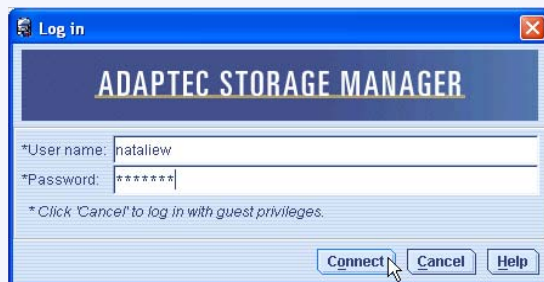 Log in
ADAPTEC STORAGE MANAGER
*User name: nataliew
*Password: *******
* Click 'Cancel' to log in with guest privileges.
Connect Cancel Help